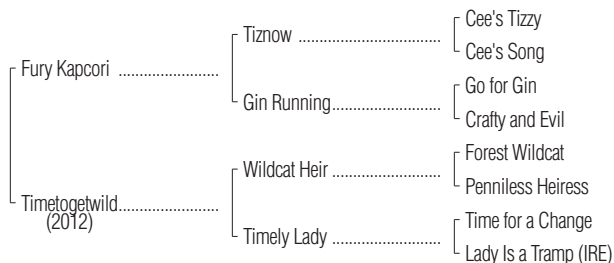 Cee's Tizzy
Tiznow
Cee's Song
Fury Kapcori
Go for Gin
Gin Running
Crafty and Evil
Forest Wildcat
Wildcat Heir
Penniless Heiress
Timetogetwild
(2012)
Time for a Change
Timely Lady
Lady Is a Tramp (IRE)